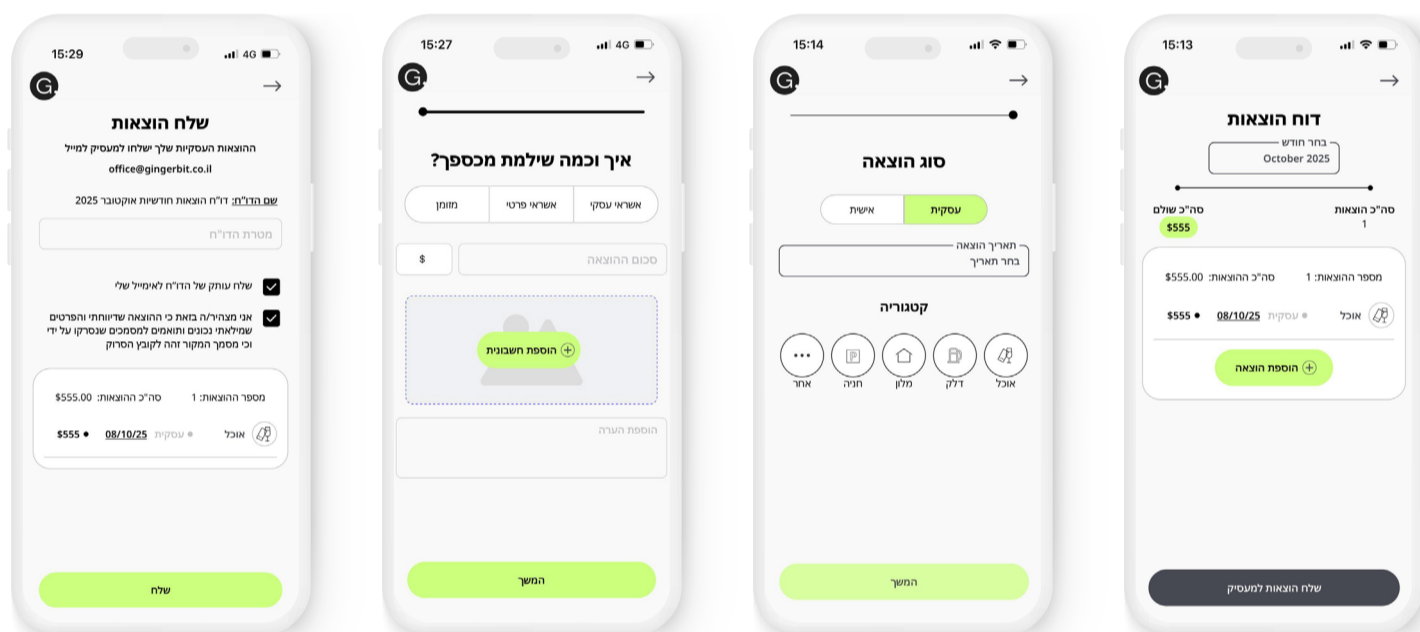 15:13
G.
דוח הוצאות
בחר חודש
October 2025
סה"כ הוצאות
1
סה"כ שולם
$555
מספר ההוצאות: 1 סה"כ ההוצאות: $555.00
אוכל עסקית 08/10/25 $555
הוספת הוצאה
שלח הוצאות למעסיק
15:14
G.
סוג הוצאה
עסקית אישית
תאריך הוצאה
בחר תאריך
קטגוריה
P
אוכל דלק מלון חניה אחר
המשך
15:27 4G
G.
איך וכמה שילמת מכספך?
אשראי עסקי אשראי פרטי מזומן
סכום ההוצאה $
הוספת חשבונית
הוספת הערה
המשך
15:29 4G
G.
שלח הוצאות
ההוצאות העסקיות שלך ישלחו למעסיק למייל
office@gingerbit.co.il
שם הדו"ח: דו"ח הוצאות חודשיות אוקטובר 2025
מטרת הדו"ח
שלח עותק של הדו"ח לאימייל שלי
אני מצהיר/ה בזאת כי ההוצאה שדיווחתי והפרטים
שמילאתי נכונים ותואמים למסמכים שנסרקו על ידי
וכי מסמך המקור זהה לקובץ הסרוק
מספר ההוצאות: 1 סה"כ ההוצאות: $555.00
אוכל עסקית 08/10/25 $555
שלח